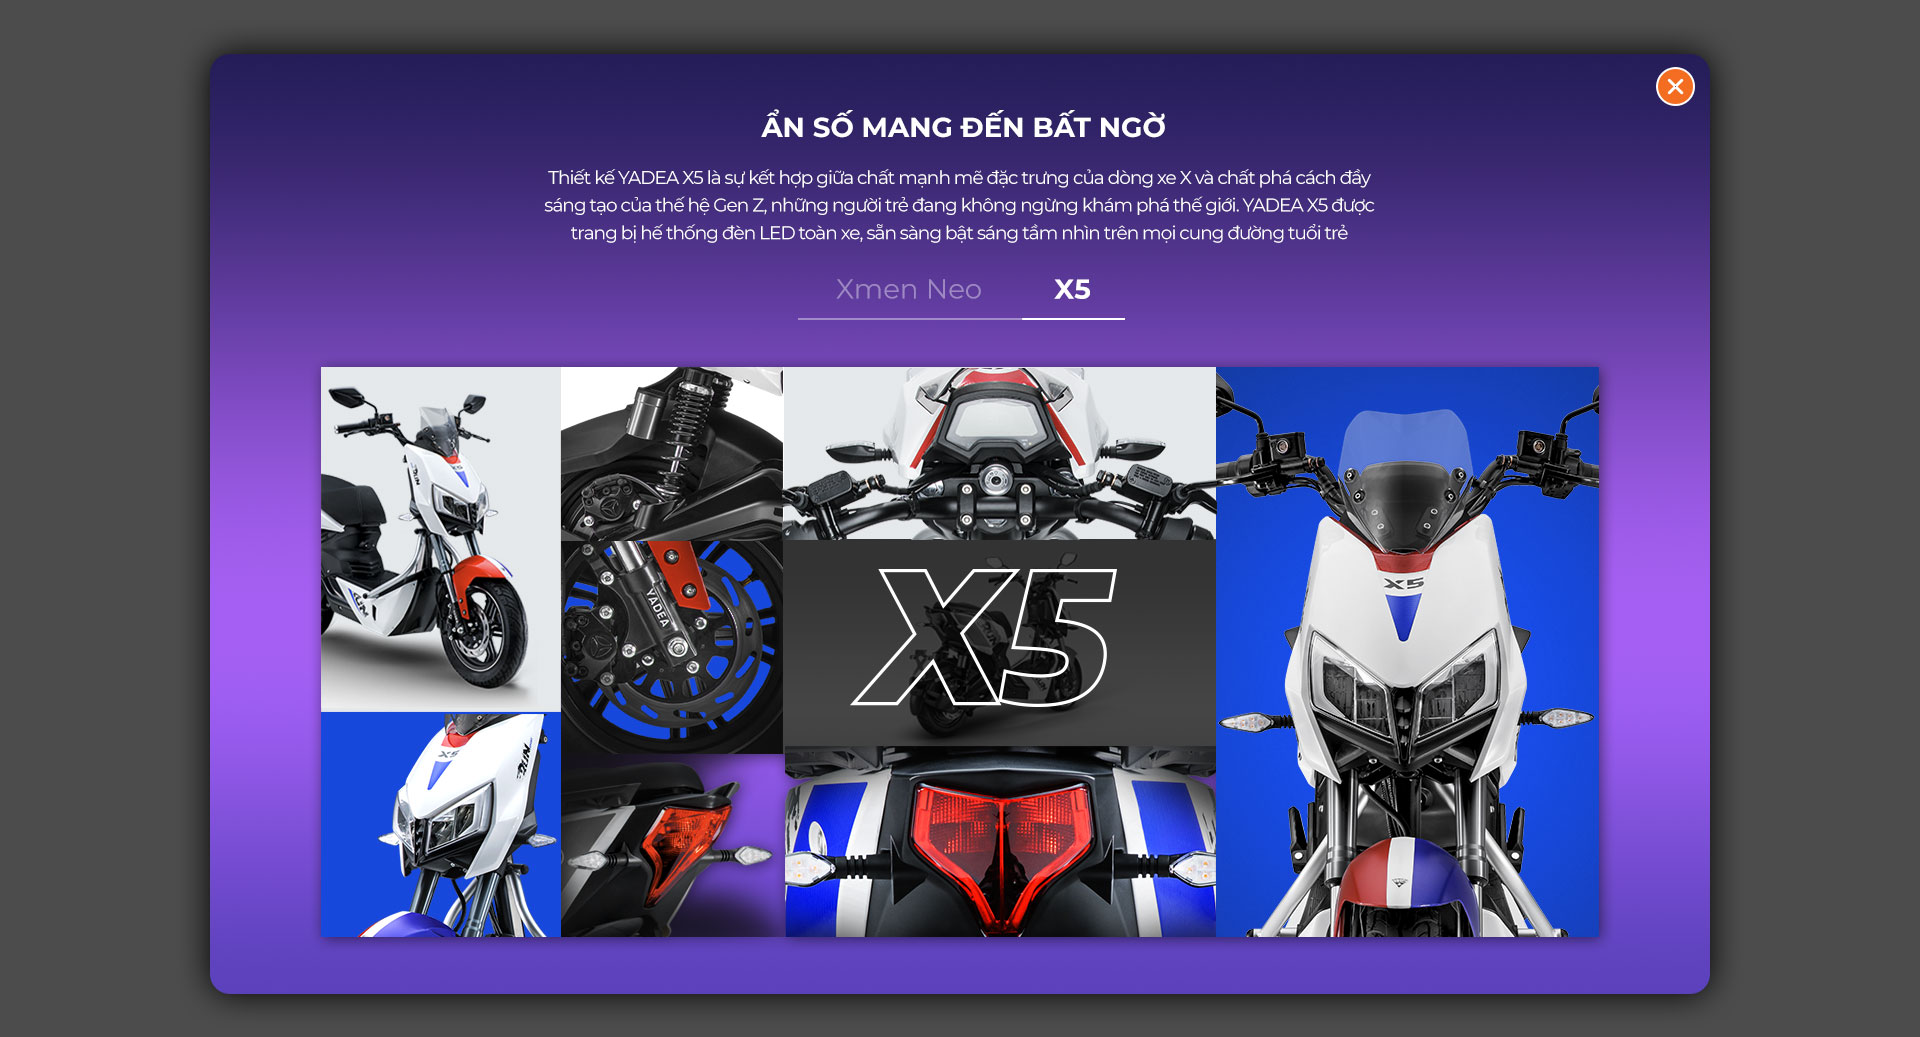 ẨN SỐ MANG ĐẾN BẤT NGỜ
Thiết kế YADEA X5 là sự kết hợp giữa chất mạnh mẽ đặc trưng của dòng xe X và chất phá cách đầy
sáng tạo của thế hệ Gen Z, những người trẻ đang không ngừng khám phá thế giới. YADEA X5 được
trang bị hế thống đèn LED toàn xe, sẵn sàng bật sáng tầm nhìn trên mọi cung đường tuổi trẻ
Xmen Neo
X5
X5
YADEA
X5
X5
X5